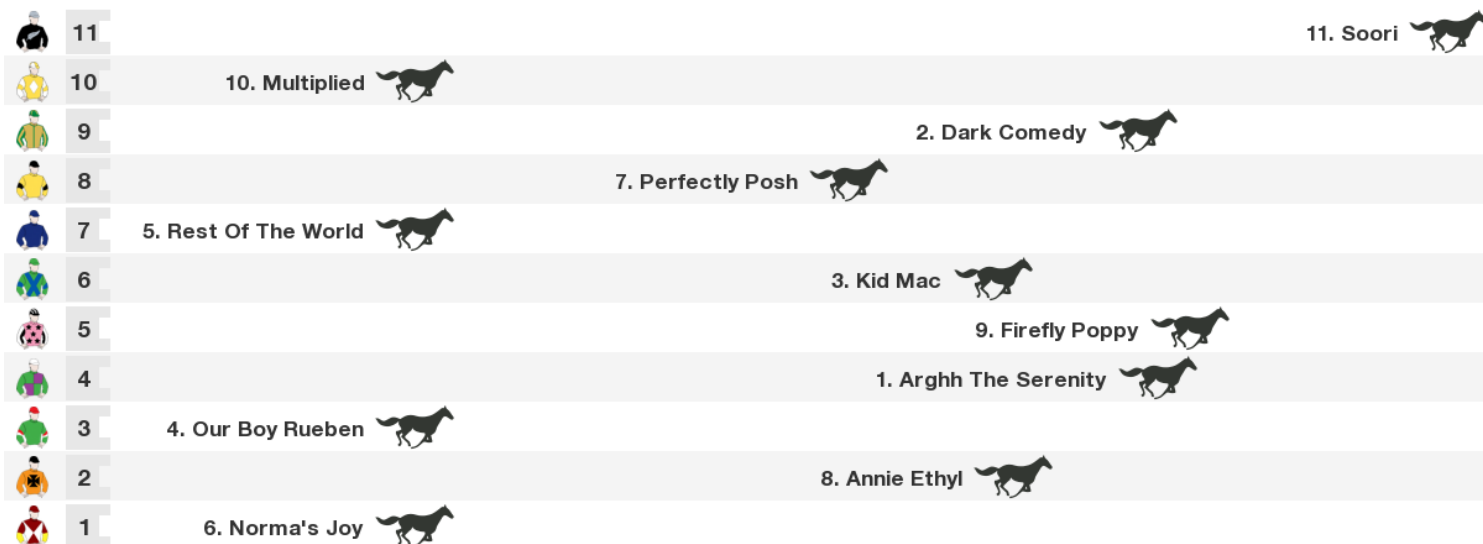 11 11. Soori
10 10. Multiplied
9 2. Dark Comedy
8 7. Perfectly Posh
7 5. Rest Of The World
6 3. Kid Mac
5 9. Firefly Poppy
4 1. Arghh The Serenity
3 4. Our Boy Rueben
2 8. Annie Ethyl
1 6. Norma's Joy